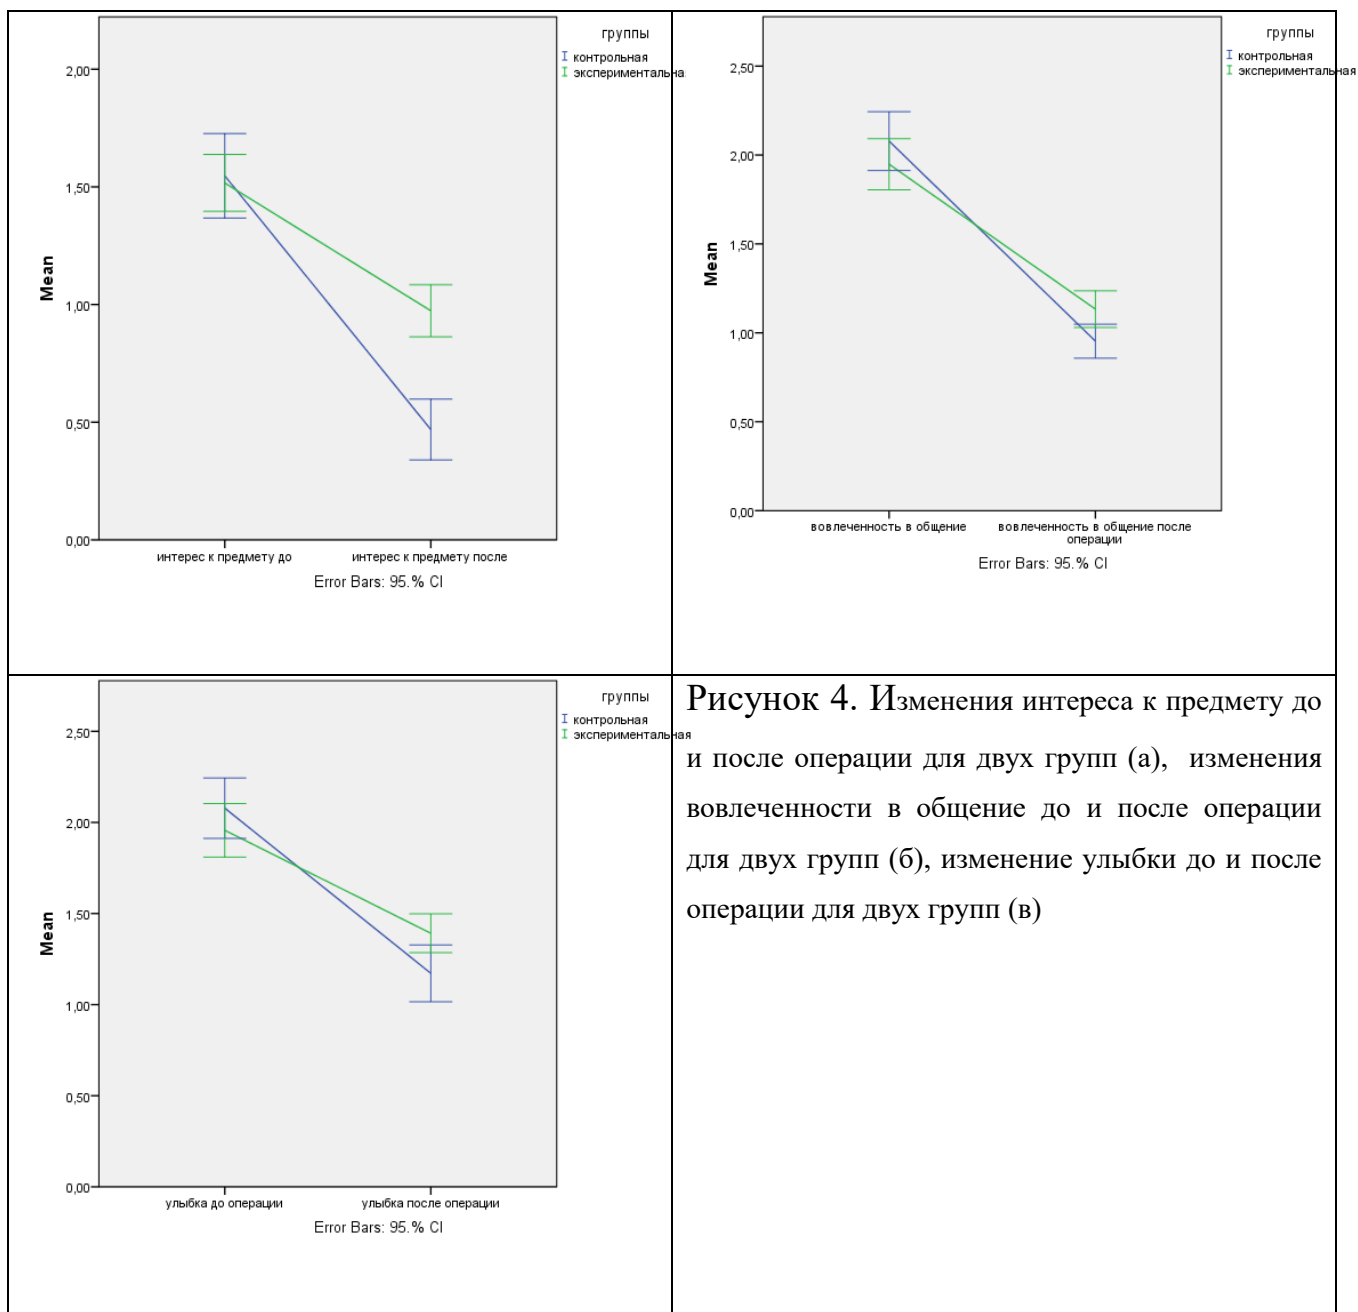 группы
контрольная
экспериментальна
2,00
1,50
1,00
0,50
0,00
Mean
интерес к предмету до
интерес к предмету после
Error Bars: 95.% CI
группы
контрольная
экспериментальная
2,50
2,00
1,50
1,00
0,50
0,00
Mean
вовлеченность в общение
вовлеченность в общение после
операции
Error Bars: 95.% CI
группы
контрольная
экспериментальная
2,50
2,00
1,50
1,00
0,50
0,00
Mean
улыбка до операции
улыбка после операции
Error Bars: 95.% CI
Рисунок 4. Изменения интереса к предмету до
и после операции для двух групп (а), изменения
вовлеченности в общение до и после операции
для двух групп (б), изменение улыбки до и после
операции для двух групп (в)